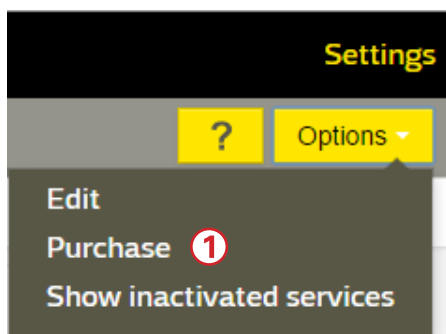 Settings
? Options
Edit
Purchase 1
Show inactivated services